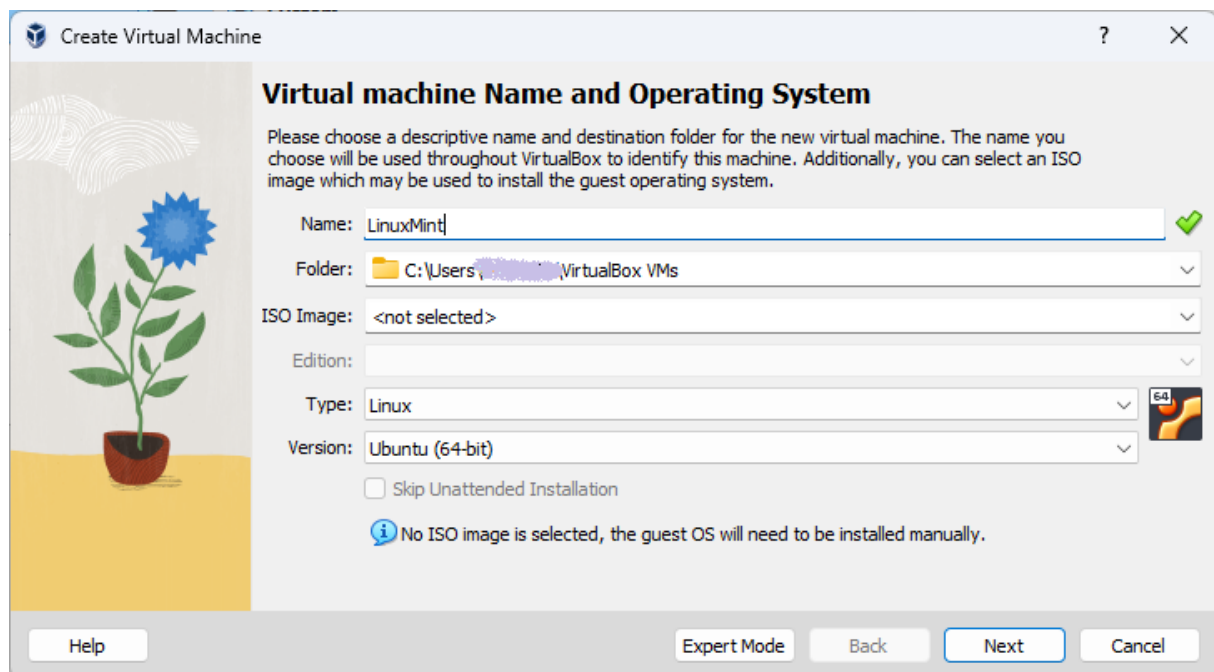 Create Virtual Machine ?
Virtual machine Name and Operating System
Please choose a descriptive name and destination folder for the new virtual machine. The name you
choose will be used throughout VirtualBox to identify this machine. Additionally, you can select an ISO
image which may be used to install the guest operating system.
Name: LinuxMint
Folder: C:\Users\ \VirtualBox VMs
ISO Image: <not selected>
Edition:
Type: Linux
64
Version: Ubuntu (64-bit)
Skip Unattended Installation
No ISO image is selected, the guest OS will need to be installed manually.
Help Expert Mode Back Next Cancel